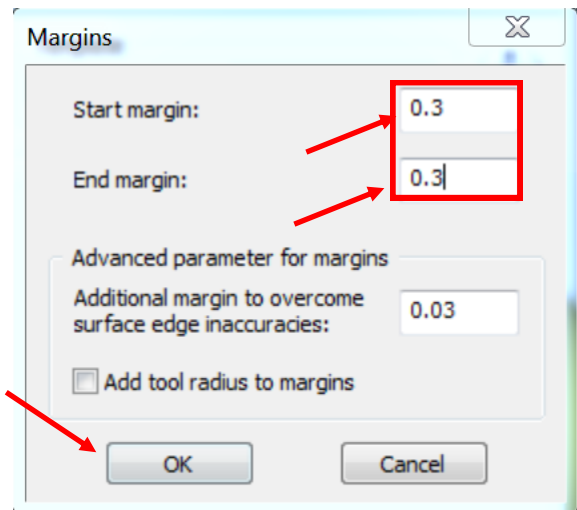 Margins
Start margin: 0.3
End margin: 0.3
Advanced parameter for margins
Additional margin to overcome
surface edge inaccuracies: 0.03
Add tool radius to margins
OK Cancel